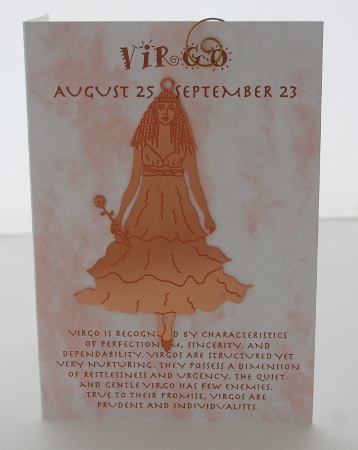 VIRGO
AUGUST 25 SEPTEMBER 23
VIRGO IS RECOGN D BY CHARACTERISTICS
OF PERFECTION M, SINCERITY, AND
DEPENDABILITY. VIRGOS ARE STRUCTURED YET
VERY NURTURING. THEY POSSESS A DIMENSION
OF RESTLESSNESS AND URGENCY. THE QUIET
AND GENTLE VIRGO HAS FEW ENEMIES.
TRUE TO THEIR PROMISE, VIRGOS ARE
PRUDENT AND INDIVIDUALISTS.